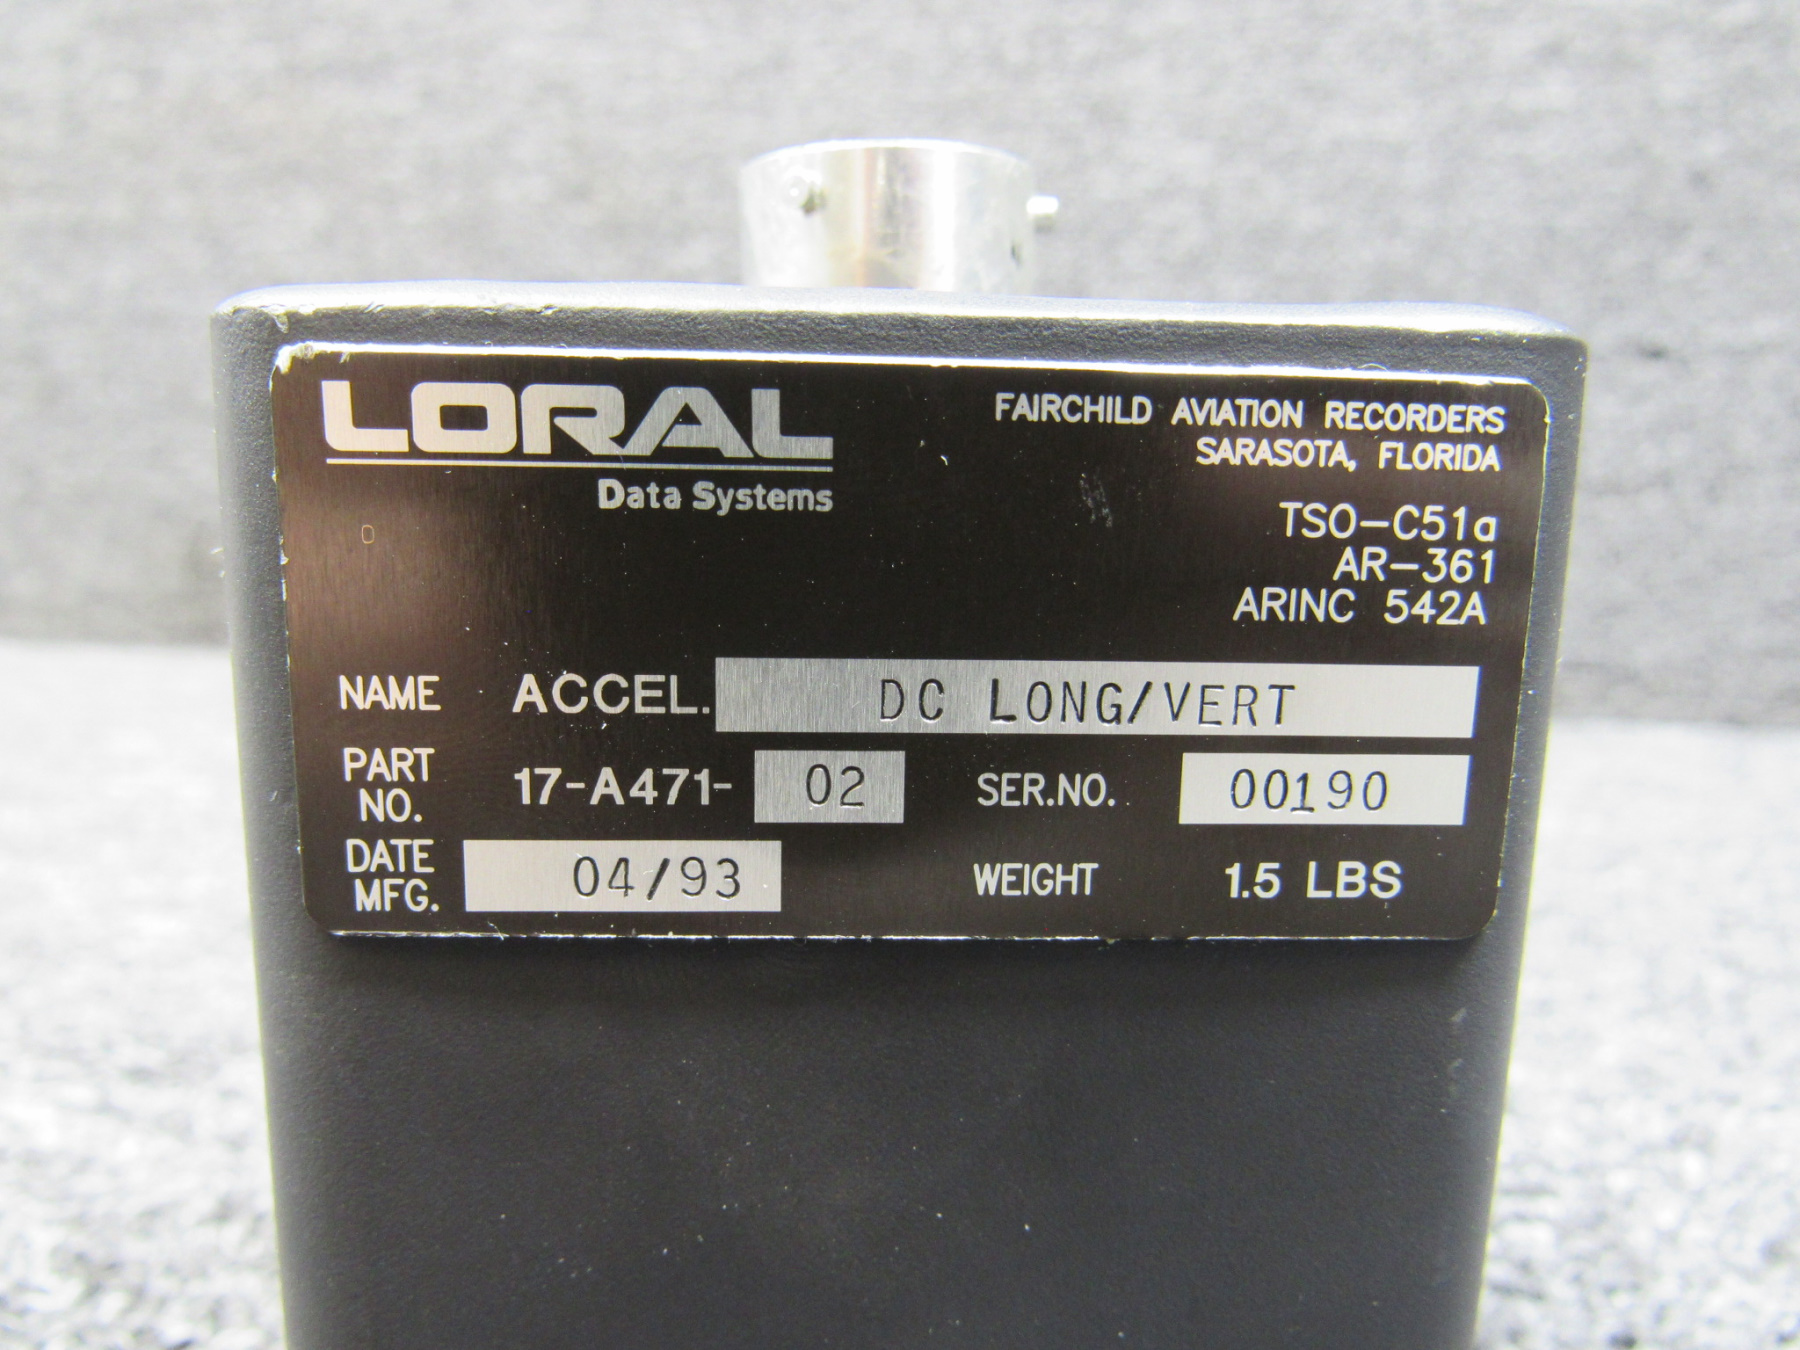 LORAL
Data Systems
FAIRCHILD AVIATION RECORDERS
SARASOTA, FLORIDA
TSO-C51a
AR-361
ARINC 542A
NAME ACCEL. DC LONG/VERT
PART NO. 17-A471- 02 SER.NO. 00190
DATE MFG. 04/93 WEIGHT 1.5 LBS